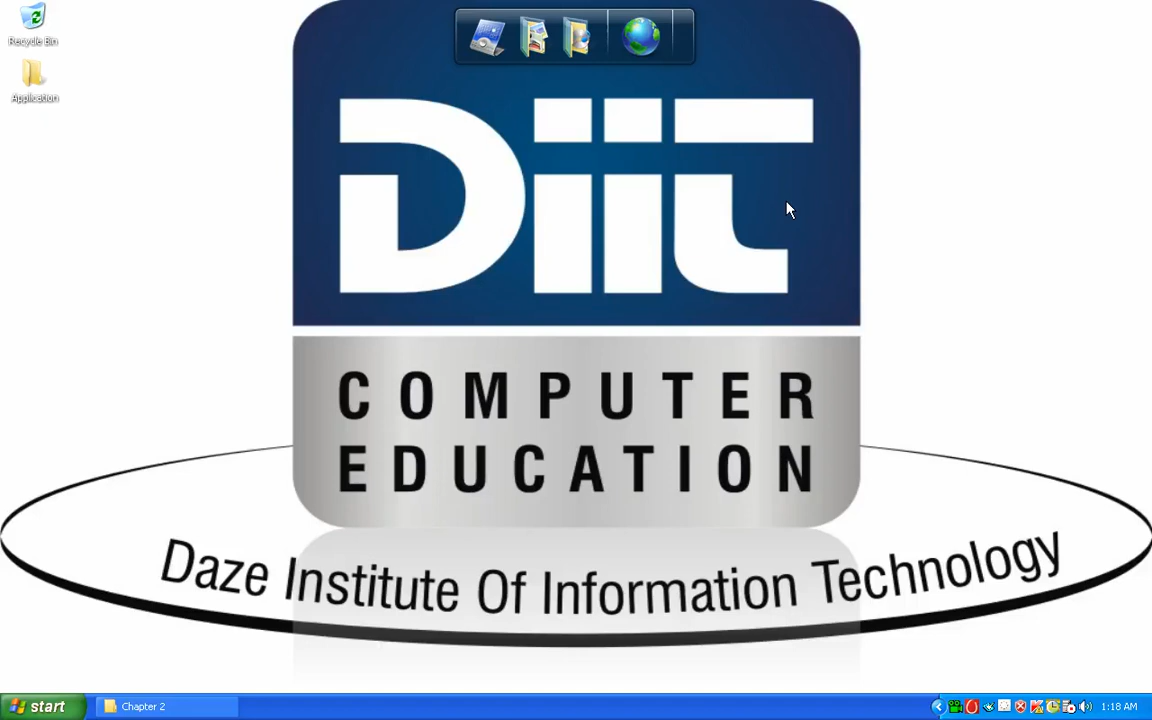 Recycle Bin
Application
DIIT
COMPUTER
EDUCATION
Daze Institute Of Information Technology
start
Chapter 2
1:18 AM